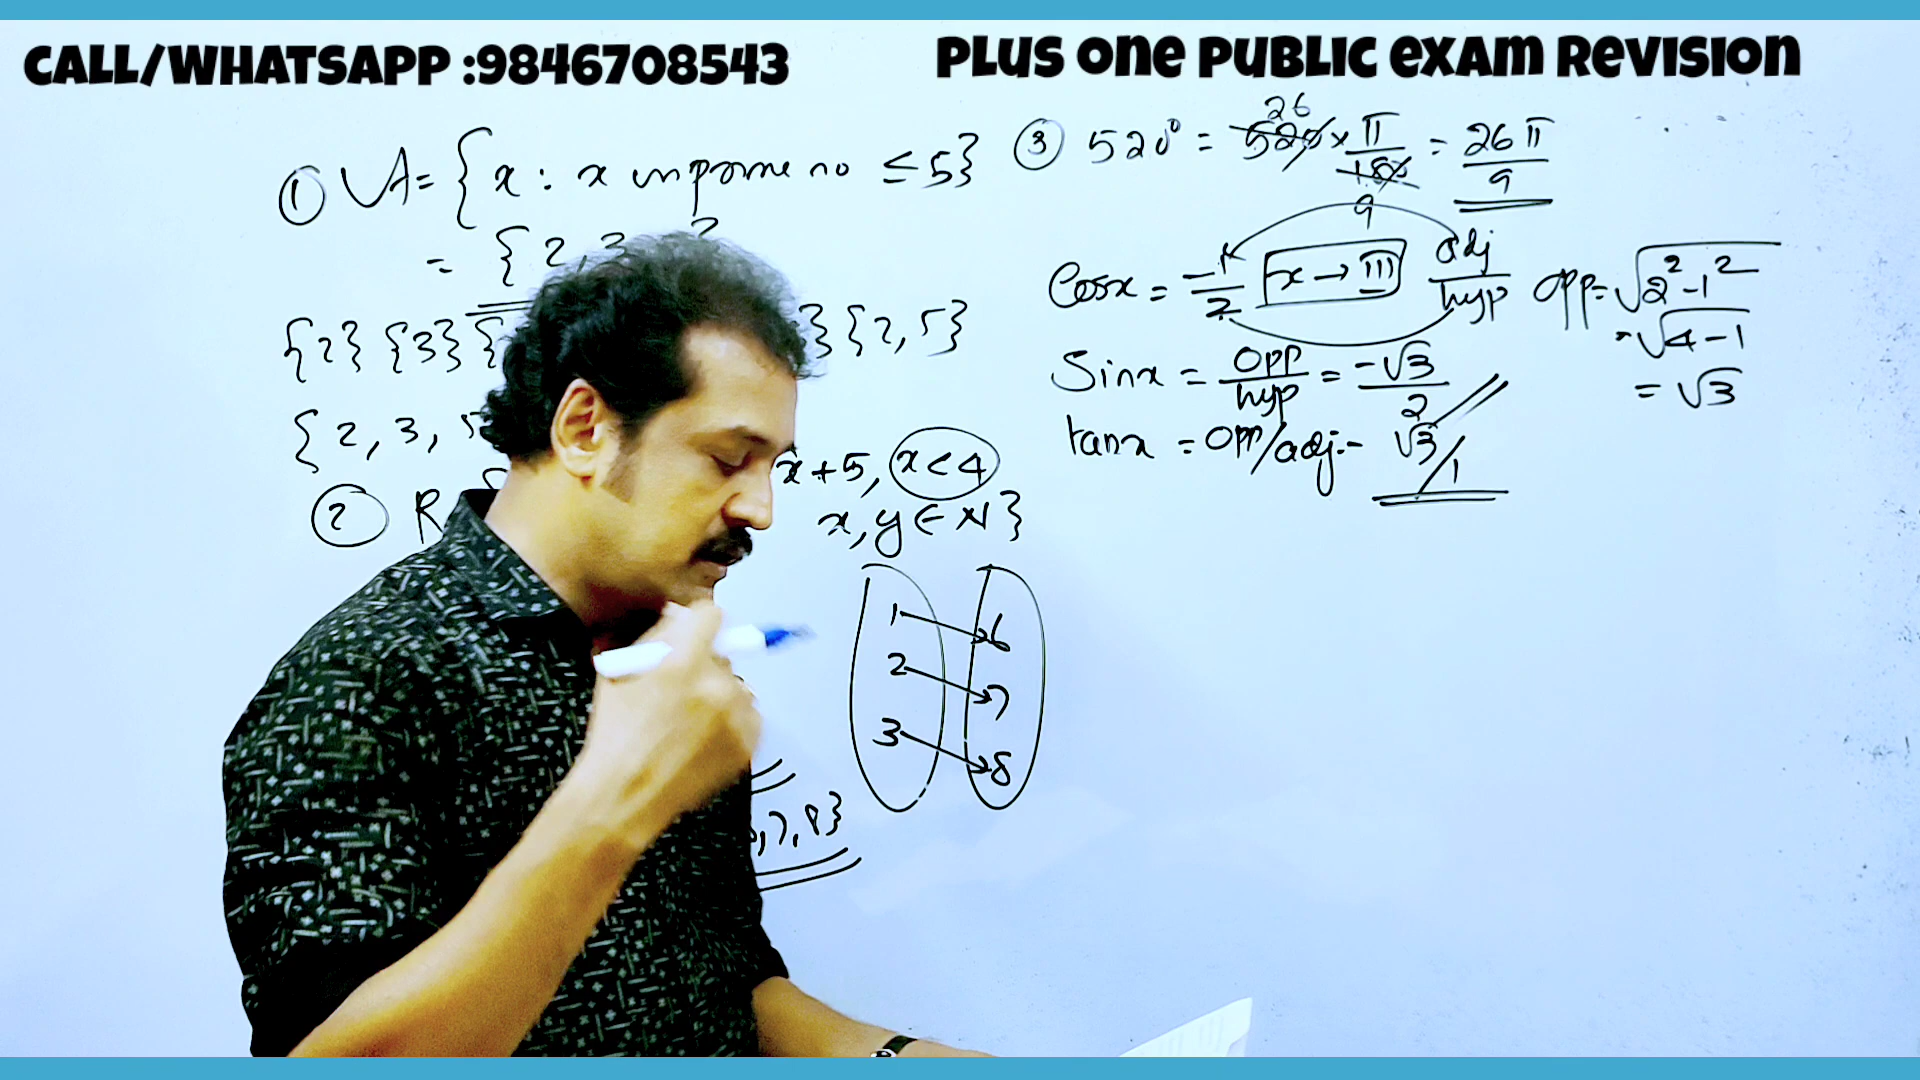 CALL/WHATSAPP :9846708543
PLUS ONE PUBLIC EXAM REVISION
① A = { x : x is prime no ≤ 5}
= { 2, 3
{2} {3} { } {2, 5}
{ 2, 3,
② R x + 5, x < 4
x, y ∈ N }
1 6
2 7
3 8
, 7, 8}
③ 520° = 520 × π/180 = 26π/9
26
9
Cosx = -1/2 x → III adj/hyp opp = √2² - 1²
= √4 - 1
= √3
Sinx = opp/hyp = -√3/2
tanx = opp/adj = √3/1